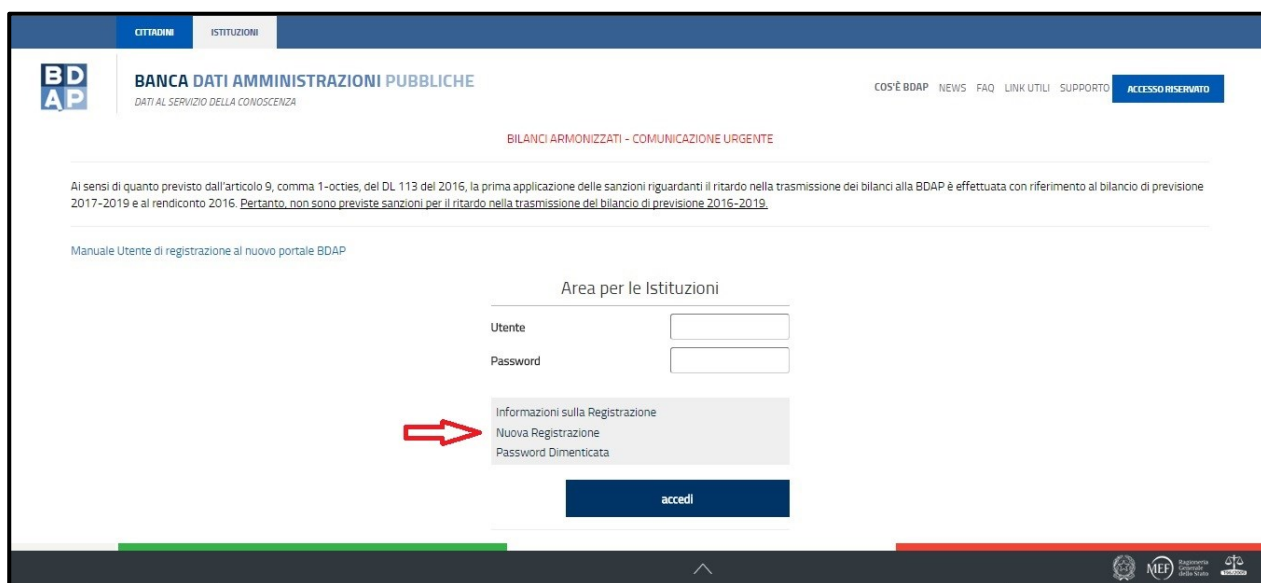 CITTADINI ISTITUZIONI
BD
AP
BANCA DATI AMMINISTRAZIONI PUBBLICHE
DATI AL SERVIZIO DELLA CONOSCENZA
COS'È BDAP NEWS FAQ LINK UTILI SUPPORTO ACCESSO RISERVATO
BILANCI ARMONIZZATI - COMUNICAZIONE URGENTE
Ai sensi di quanto previsto dall'articolo 9, comma 1-octies, del DL 113 del 2016, la prima applicazione delle sanzioni riguardanti il ritardo nella trasmissione dei bilanci alla BDAP è effettuata con riferimento al bilancio di previsione
2017-2019 e al rendiconto 2016. Pertanto, non sono previste sanzioni per il ritardo nella trasmissione del bilancio di previsione 2016-2019.
Manuale Utente di registrazione al nuovo portale BDAP
Area per le Istituzioni
Utente
Password
Informazioni sulla Registrazione
Nuova Registrazione
Password Dimenticata
accedi
MEF
Ragioneria
Generale
dello Stato